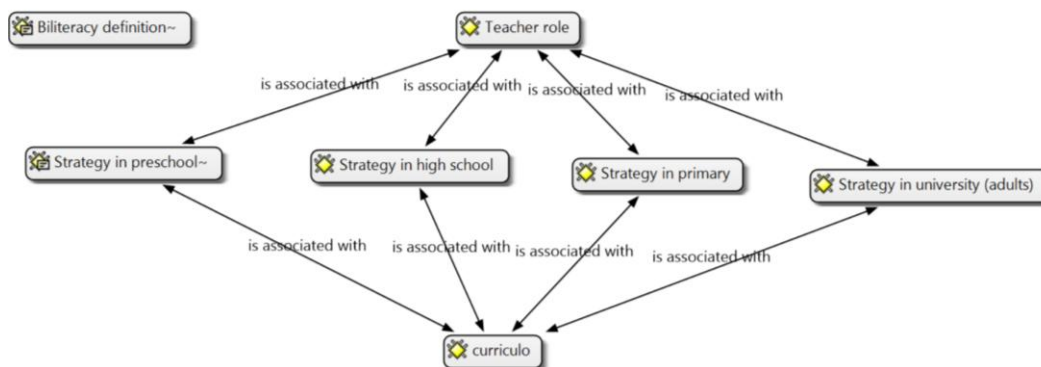 Biliteracy definition~
Teacher role
is associated with
is associated with
is associated with
is associated with
Strategy in preschool~
Strategy in high school
Strategy in primary
Strategy in university (adults)
is associated with
is associated with
is associated with
is associated with
curriculo